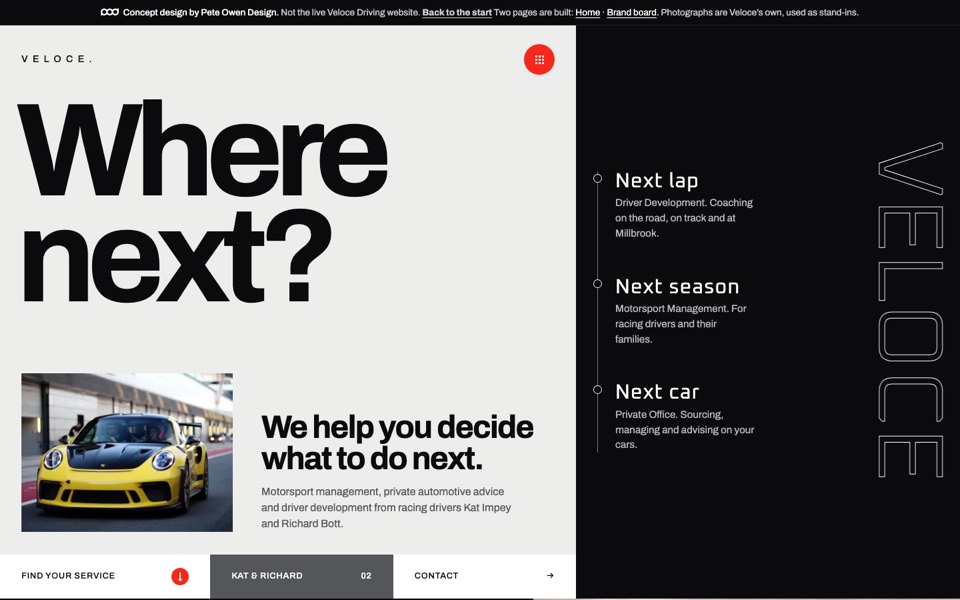 Concept design by Pete Owen Design. Not the live Veloce Driving website. Back to the start Two pages are built: Home · Brand board. Photographs are Veloce’s own, used as stand-ins.
VELOCE.
Where
next?
We help you decide
what to do next.
Motorsport management, private automotive advice
and driver development from racing drivers Kat Impey
and Richard Bott.
FIND YOUR SERVICE ↓
KAT & RICHARD 02
CONTACT →
Next lap
Driver Development. Coaching
on the road, on track and at
Millbrook.
Next season
Motorsport Management. For
racing drivers and their
families.
Next car
Private Office. Sourcing,
managing and advising on your
cars.
VELOCE